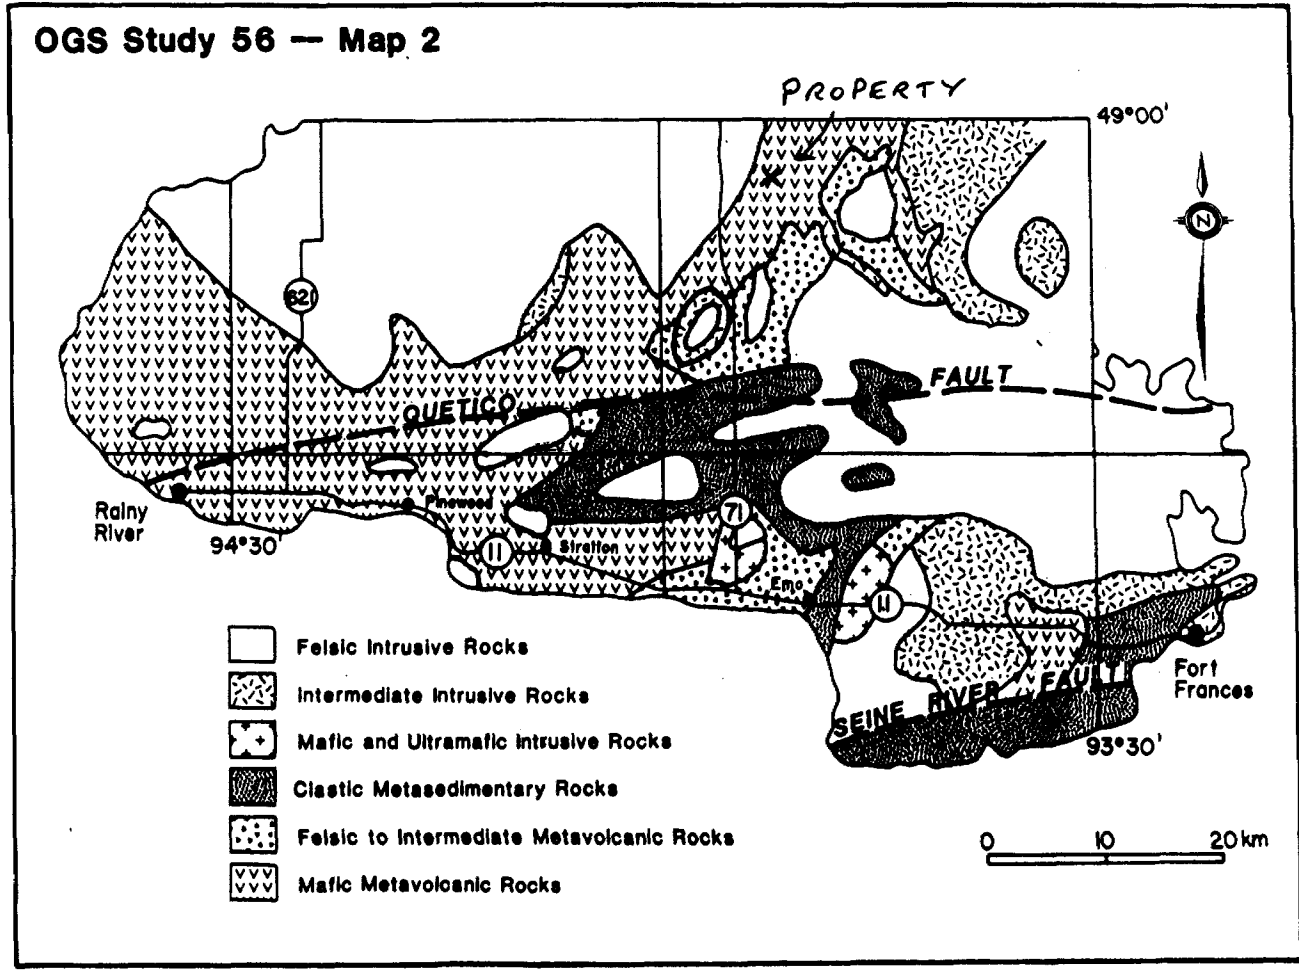 OGS Study 56 — Map 2
PROPERTY
49°00'
N
621
QUETICO
FAULT
Rainy
River
Pinewood
94°30'
71
11
Stratton
Emo
11
Fort
Frances
SEINE RIVER FAULT
93°30'
Felsic Intrusive Rocks
Intermediate Intrusive Rocks
Mafic and Ultramafic Intrusive Rocks
Clastic Metasedimentary Rocks
Felsic to Intermediate Metavolcanic Rocks
Mafic Metavolcanic Rocks
0 10 20 km